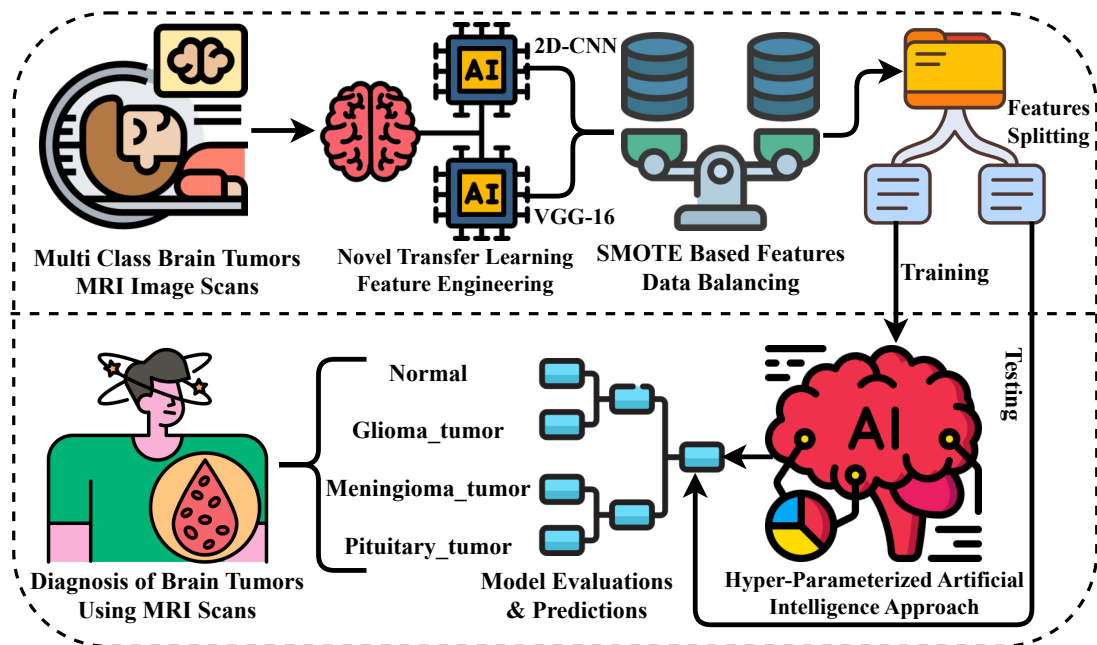 2D-CNN
AI
AI
VGG-16
Features
Splitting
Multi Class Brain Tumors
MRI Image Scans
Novel Transfer Learning
Feature Engineering
SMOTE Based Features
Data Balancing
Training
Testing
Normal
Glioma_tumor
Meningioma_tumor
Pituitary_tumor
AI
Diagnosis of Brain Tumors
Using MRI Scans
Model Evaluations
& Predictions
Hyper-Parameterized Artificial
Intelligence Approach